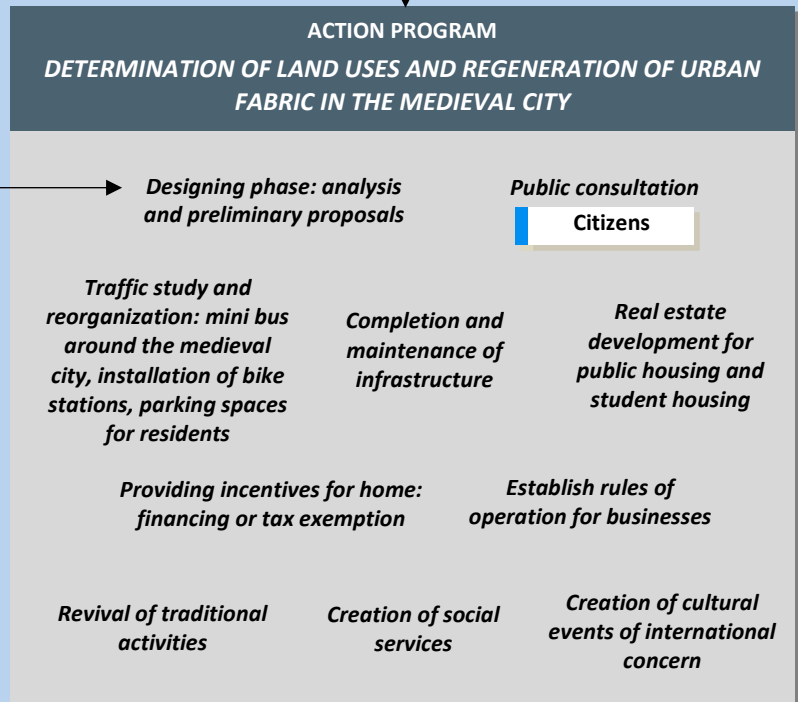 ACTION PROGRAM
DETERMINATION OF LAND USES AND REGENERATION OF URBAN
FABRIC IN THE MEDIEVAL CITY
Designing phase: analysis
and preliminary proposals
Public consultation
Citizens
Traffic study and
reorganization: mini bus
around the medieval
city, installation of bike
stations, parking spaces
for residents
Completion and
maintenance of
infrastructure
Real estate
development for
public housing and
student housing
Providing incentives for home:
financing or tax exemption
Establish rules of
operation for businesses
Revival of traditional
activities
Creation of social
services
Creation of cultural
events of international
concern